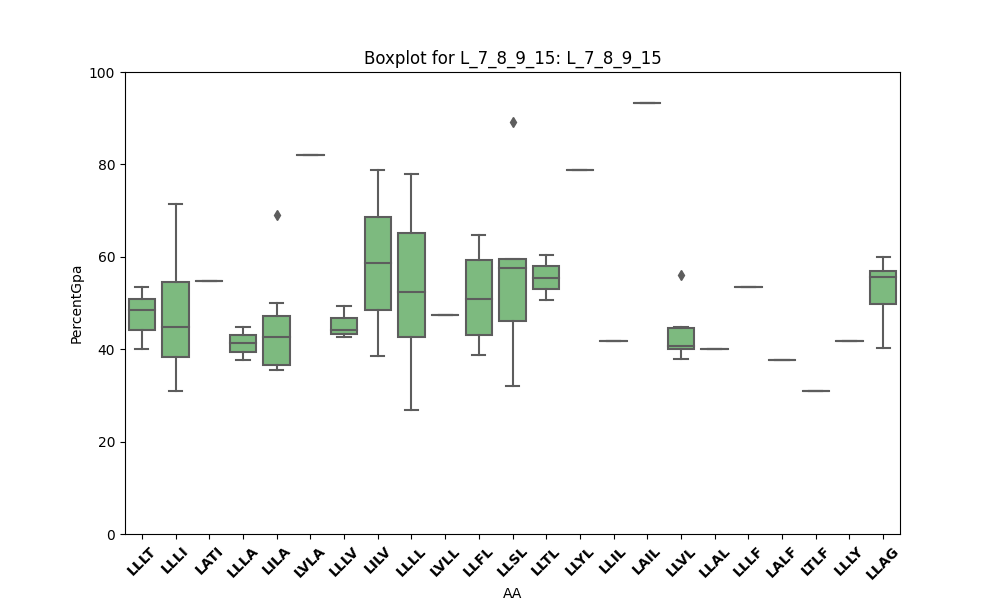 Boxplot for L_7_8_9_15: L_7_8_9_15
100
80
60
40
20
0
PercentGpa
LLLT LLLI LATI LLLA LILA LVLA LLLV LILV LLLL LVLL LLFL LLSL LLTL LLYL LLIL LAIL LLVL LLAL LLLF LALF LTLF LLLY LLAG
AA